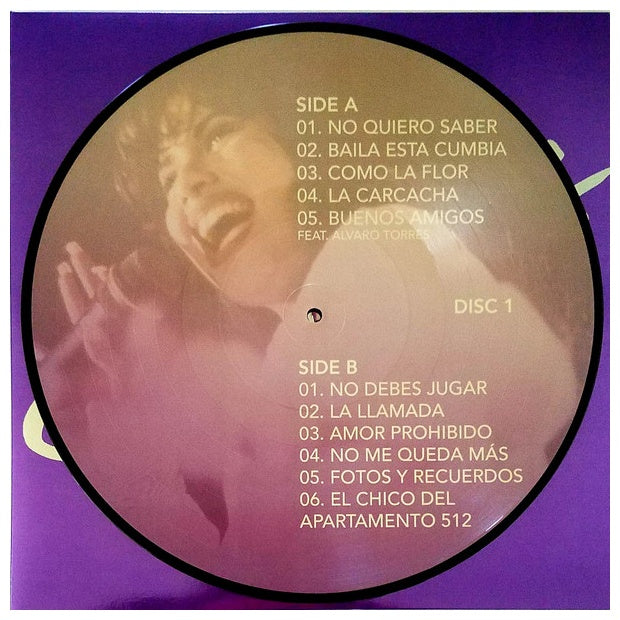 SIDE A
01. NO QUIERO SABER
02. BAILA ESTA CUMBIA
03. COMO LA FLOR
04. LA CARCACHA
05. BUENOS AMIGOS
FEAT. ALVARO TORRES
DISC 1
SIDE B
01. NO DEBES JUGAR
02. LA LLAMADA
03. AMOR PROHIBIDO
04. NO ME QUEDA MÁS
05. FOTOS Y RECUERDOS
06. EL CHICO DEL
APARTAMENTO 512